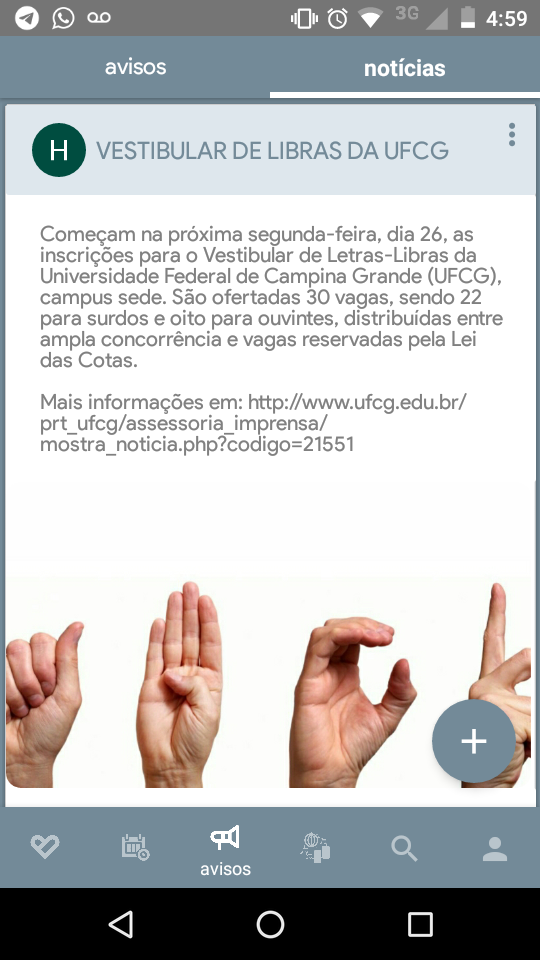 3G 4:59
avisos notícias
H VESTIBULAR DE LIBRAS DA UFCG
Começam na próxima segunda-feira, dia 26, as
inscrições para o Vestibular de Letras-Libras da
Universidade Federal de Campina Grande (UFCG),
campus sede. São ofertadas 30 vagas, sendo 22
para surdos e oito para ouvintes, distribuídas entre
ampla concorrência e vagas reservadas pela Lei
das Cotas.
Mais informações em: http://www.ufcg.edu.br/
prt_ufcg/assessoria_imprensa/
mostra_noticia.php?codigo=21551
avisos